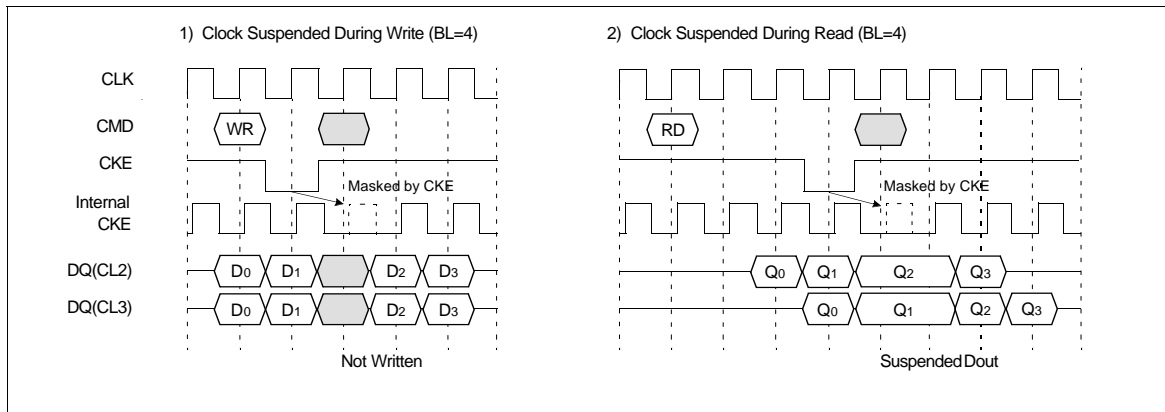 1) Clock Suspended During Write (BL=4)
2) Clock Suspended During Read (BL=4)
CLK
CMD WR RD
CKE
Masked by CKE Masked by CKE
Internal
CKE
DQ(CL2) D0 D1 D2 D3 Q0 Q1 Q2 Q3
DQ(CL3) D0 D1 D2 D3 Q0 Q1 Q2 Q3
Not Written Suspended Dout